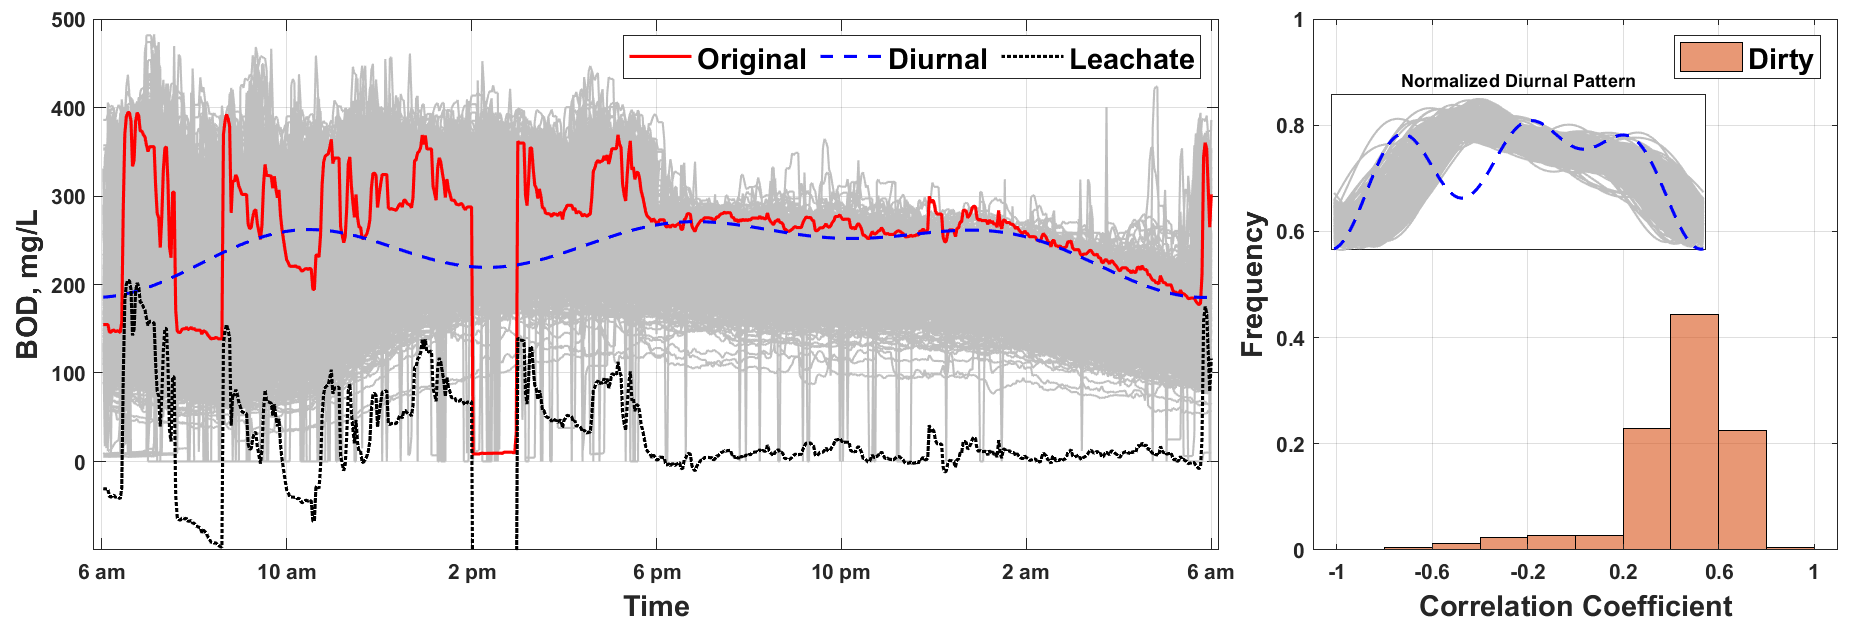 500
400
300
200
100
0
BOD, mg/L
Original Diurnal Leachate
6 am 10 am 2 pm 6 pm 10 pm 2 am 6 am
Time
1
0.8
0.6
0.4
0.2
0
Frequency
Dirty
Normalized Diurnal Pattern
-1 -0.6 -0.2 0.2 0.6 1
Correlation Coefficient